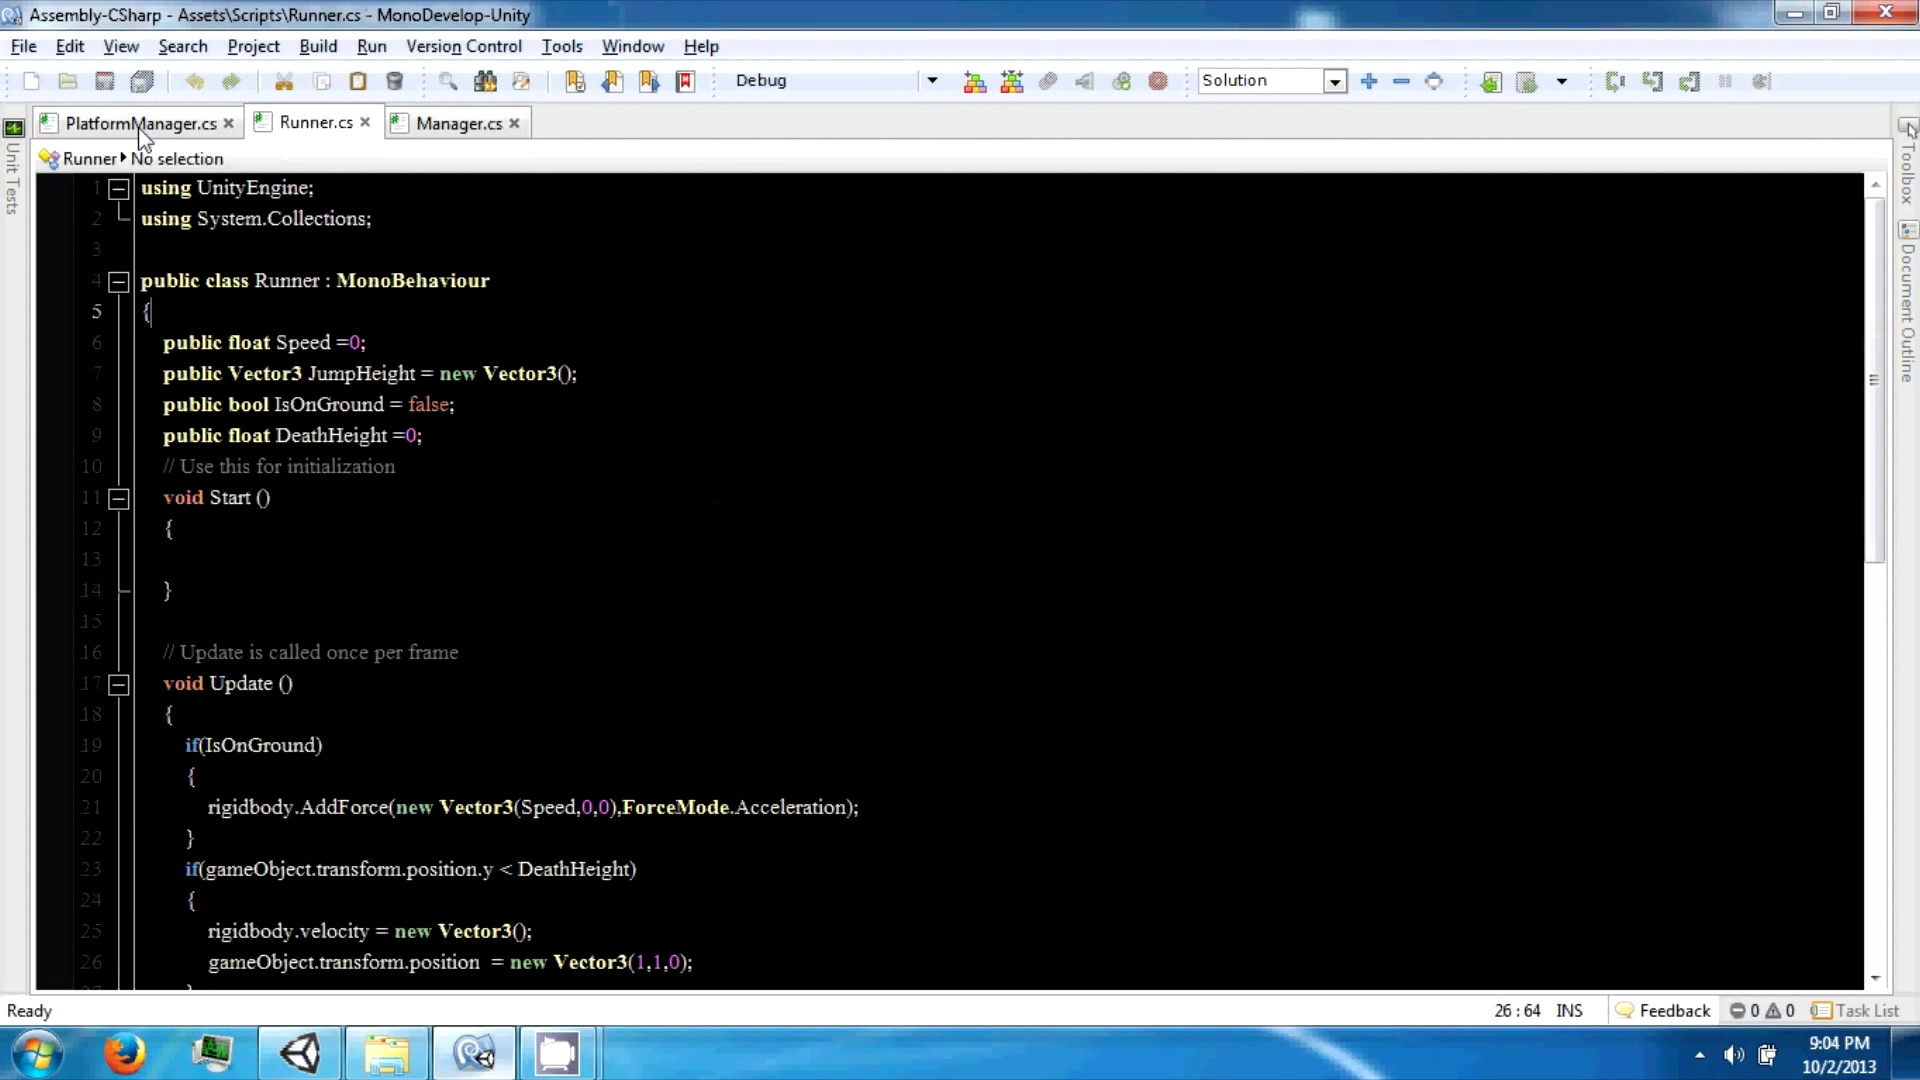 Assembly-CSharp - Assets\Scripts\Runner.cs - MonoDevelop-Unity
File Edit View Search Project Build Run Version Control Tools Window Help
Debug Solution
PlatformManager.cs Runner.cs Manager.cs
Runner No selection
Unit Tests
Toolbox
Document Outline
1 using UnityEngine;
2 using System.Collections;
3
4 public class Runner : MonoBehaviour
5 {
6 public float Speed =0;
7 public Vector3 JumpHeight = new Vector3();
8 public bool IsOnGround = false;
9 public float DeathHeight =0;
10 // Use this for initialization
11 void Start ()
12 {
13
14 }
15
16 // Update is called once per frame
17 void Update ()
18 {
19 if(IsOnGround)
20 {
21 rigidbody.AddForce(new Vector3(Speed,0,0),ForceMode.Acceleration);
22 }
23 if(gameObject.transform.position.y < DeathHeight)
24 {
25 rigidbody.velocity = new Vector3();
26 gameObject.transform.position = new Vector3(1,1,0);
Ready 26 : 64 INS Feedback 0 0 Task List
9:04 PM
10/2/2013